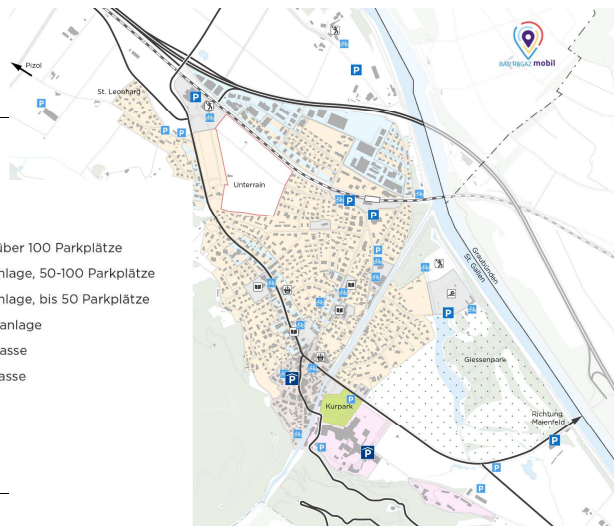 BAD RAGAZ mobil
Pizol
P
St. Leonhard
Unterrain
Graubünden
St. Gallen
über 100 Parkplätze
nlage, 50-100 Parkplätze
nlage, bis 50 Parkplätze
anlage
asse
asse
Giessenpark
Kurpark
Richtung
Maienfeld